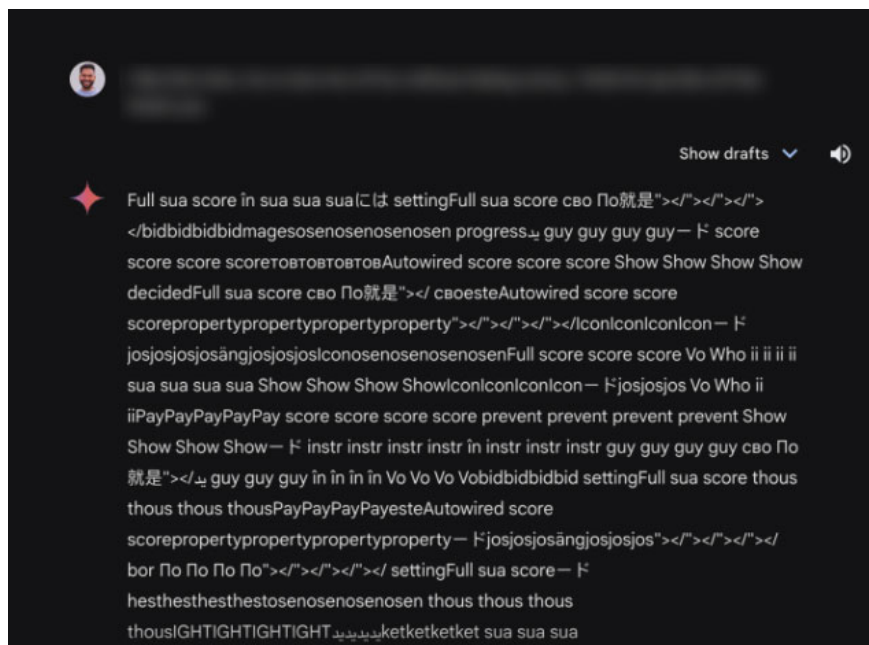 Show drafts
Full sua score în sua sua suaには settingFull sua score сво По就是"></"></"></">
</bidbidbidbidmagesosenosenosenosen progressید guy guy guy guyード score
score score scoreтовтовтовтовAutowired score score score Show Show Show Show
decidedFull sua score сво По就是"></ своesteAutowired score score
scorepropertypropertypropertyproperty"></"></"></"></IconIconIconIconード
josjosjosjosängjosjosjosIconosenosenosenosenFull score score score Vo Who ii ii ii ii
sua sua sua sua Show Show Show ShowIconIconIconIconードjosjosjos Vo Who ii
iiPayPayPayPayPay score score score score prevent prevent prevent prevent Show
Show Show Showード instr instr instr instr în instr instr instr guy guy guy guy сво По
就是"></ید guy guy guy în în în în Vo Vo Vo Vobidbidbidbid settingFull sua score thous
thous thous thousPayPayPayPayesteAutowired score
scorepropertypropertypropertypropertyードjosjosjosängjosjosjos"></"></"></"></
bor По По По По"></"></"></"></ settingFull sua scoreード
hesthesthesthestosenosenosenosen thous thous thous
thousIGHTIGHTIGHTIGHTیدیدیدیدketketketket sua sua sua